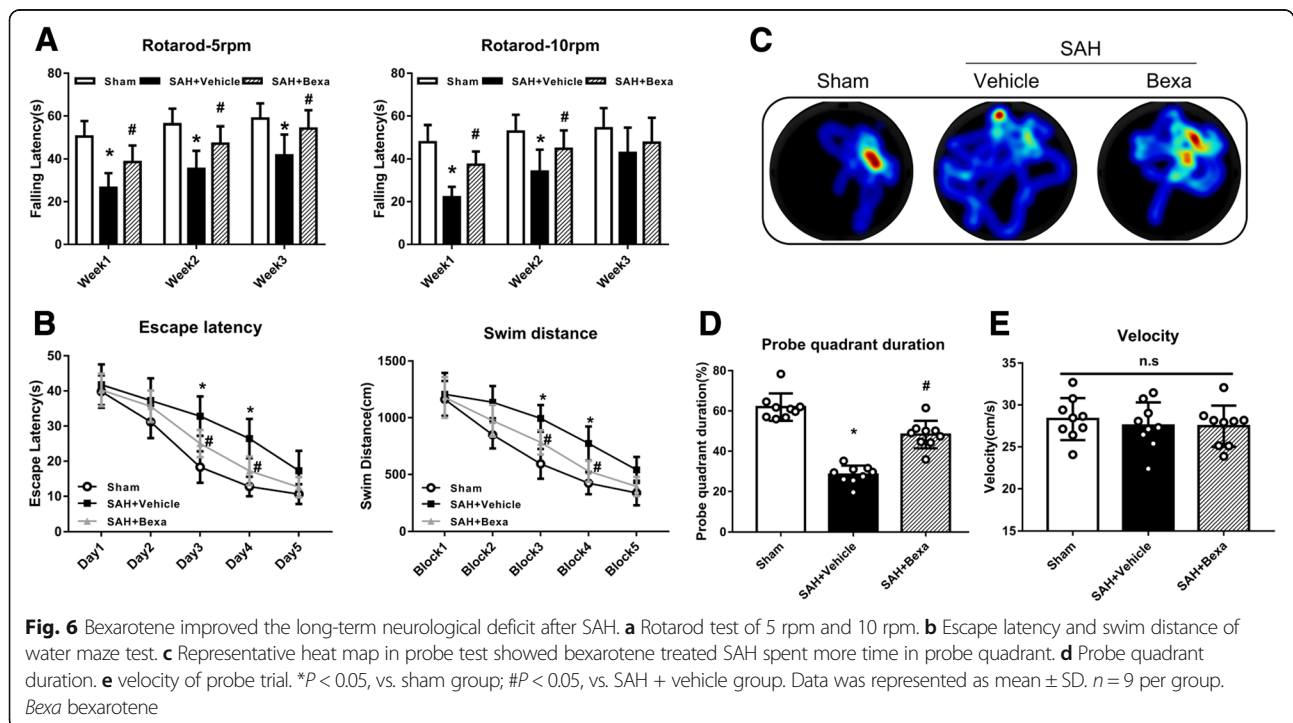 A
Rotarod-5rpm
Sham SAH+Vehicle SAH+Bexa
Falling Latency(s)
80
60
40
20
0
* # * # * #
Week1 Week2 Week3
Rotarod-10rpm
Sham SAH+Vehicle SAH+Bexa
Falling Latency(s)
80
60
40
20
0
* # * #
Week1 Week2 Week3
C
SAH
Sham Vehicle Bexa
B
Escape latency
Escape Latency(s)
50
40
30
20
10
0
* *
# #
Sham
SAH+Vehicle
SAH+Bexa
Day1 Day2 Day3 Day4 Day5
Swim distance
Swim Distance(cm)
1500
1000
500
0
* *
# #
Sham
SAH+Vehicle
SAH+Bexa
Block1 Block2 Block3 Block4 Block5
D
Probe quadrant duration
Probe quadrant duration(%)
80
60
40
20
0
* #
Sham SAH+Vehicle SAH+Bexa
E
Velocity
n.s
Velocity(cm/s)
35
30
25
20
15
Sham SAH+Vehicle SAH+Bexa
Fig. 6 Bexarotene improved the long-term neurological deficit after SAH. a Rotarod test of 5 rpm and 10 rpm. b Escape latency and swim distance of
water maze test. c Representative heat map in probe test showed bexarotene treated SAH spent more time in probe quadrant. d Probe quadrant
duration. e velocity of probe trial. *P < 0.05, vs. sham group; #P < 0.05, vs. SAH + vehicle group. Data was represented as mean ± SD. n = 9 per group.
Bexa bexarotene